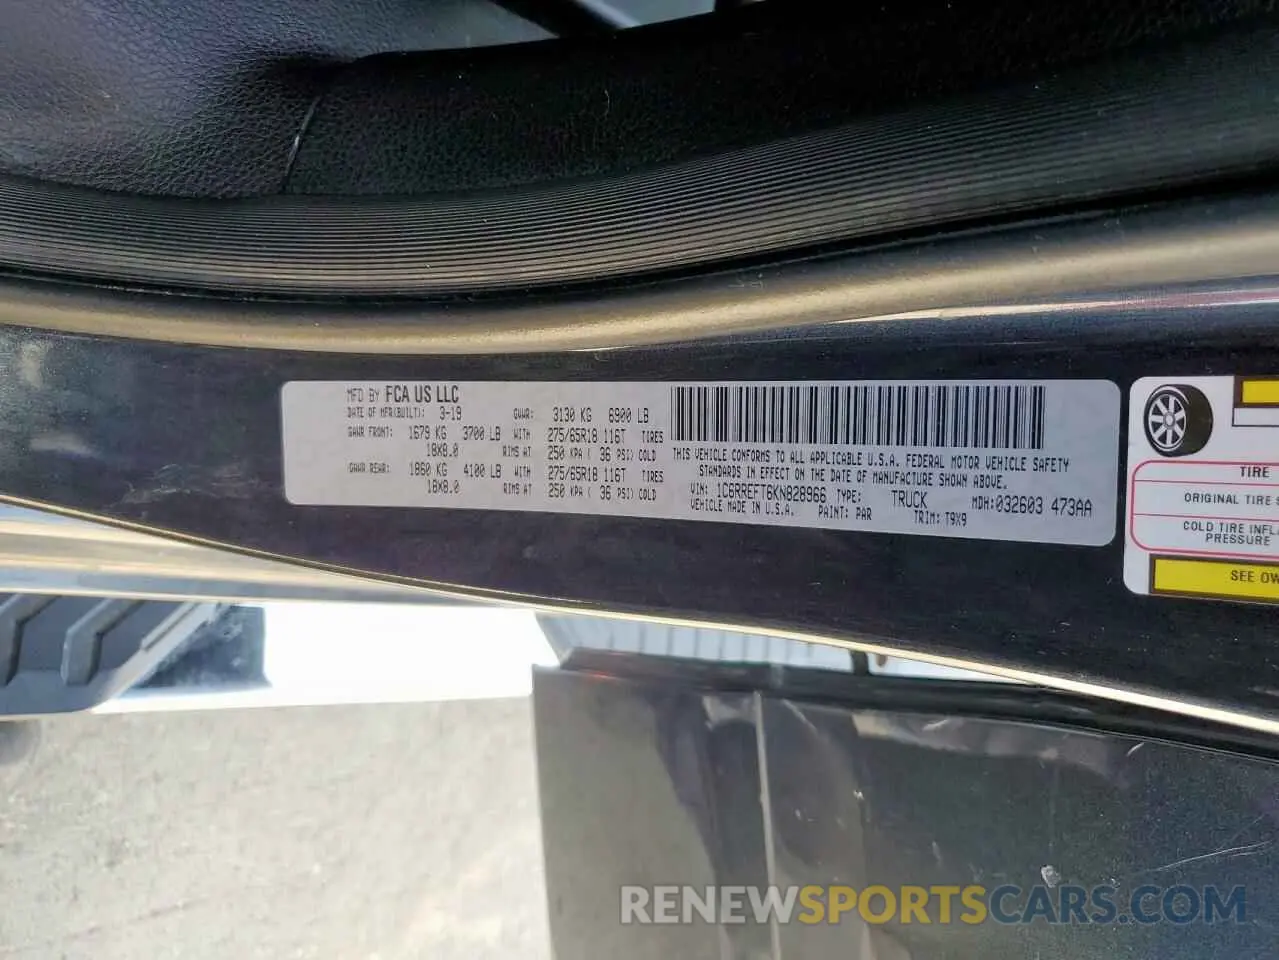 MFD BY FCA US LLC
DATE OF MFR(BUILT): 3-19 GVWR: 3130 KG 6900 LB
GAWR FRONT: 1679 KG 3700 LB WITH 275/65R18 116T TIRES
18X8.0 RIMS AT 250 KPA ( 36 PSI) COLD
GAWR REAR: 1860 KG 4100 LB WITH 275/65R18 116T TIRES
18X8.0 RIMS AT 250 KPA ( 36 PSI) COLD
THIS VEHICLE CONFORMS TO ALL APPLICABLE U.S.A. FEDERAL MOTOR VEHICLE SAFETY
STANDARDS IN EFFECT ON THE DATE OF MANUFACTURE SHOWN ABOVE.
VIN: 1C6RREFT6KN828966 TYPE: TRUCK MDH:032603 473AA
VEHICLE MADE IN U.S.A. PAINT: PAR TRIM: T9X9
TIRE
ORIGINAL TIRE S
COLD TIRE INFL
PRESSURE
SEE OW
RENEWSPORTSCARS.COM